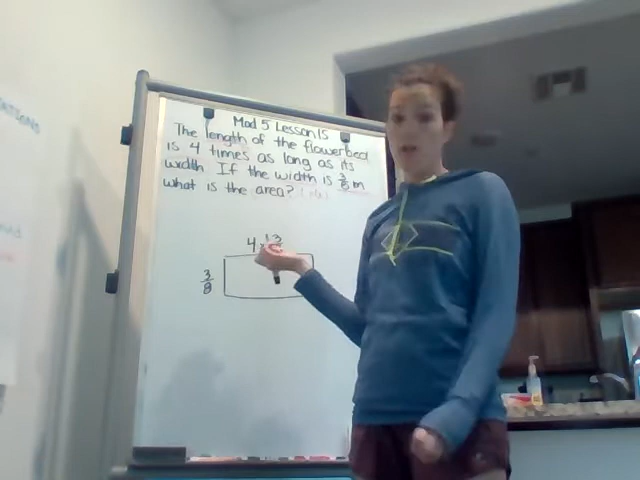 Mod 5 Lesson 15
The length of the flowerbed
is 4 times as long as its
width If the width is 3/8 m
what is the area?
4
3/8